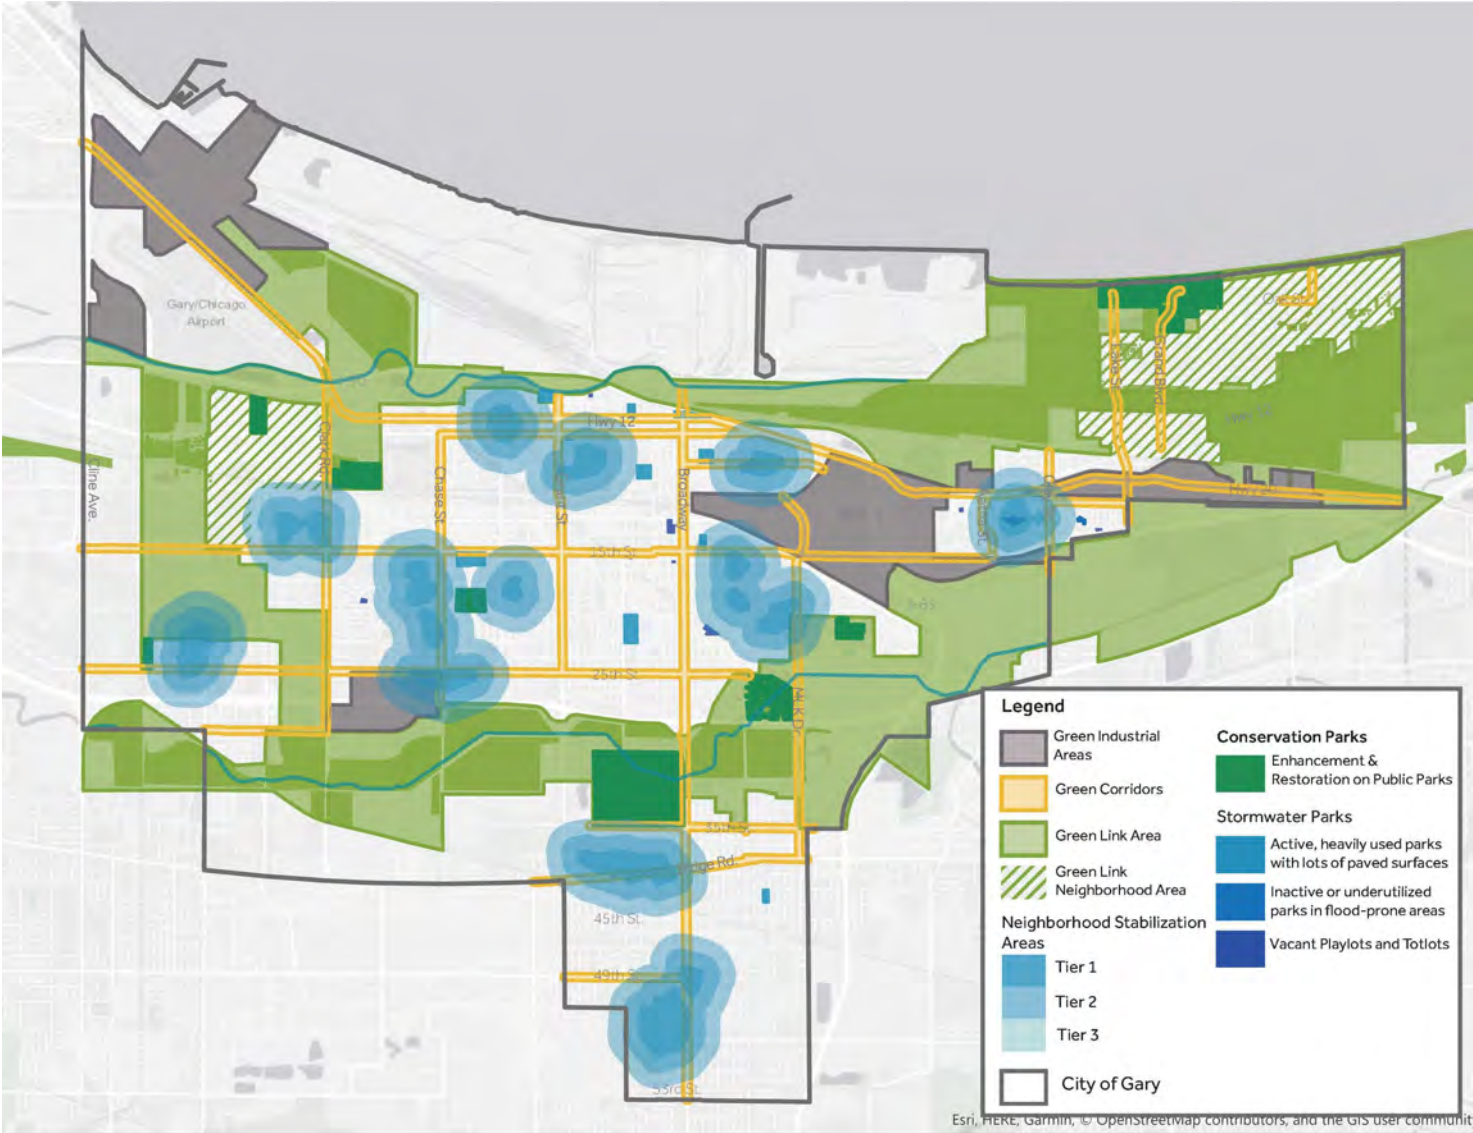 Gary/Chicago
Airport
Cline Ave.
Clark Rd.
Chase St.
Broadway
Hwy 12
15th St.
25th St.
MLK Dr.
Lake St.
Grand Blvd.
I-65
35th St.
Ridge Rd.
45th St.
49th St.
53rd St.
Legend
Green Industrial
Areas
Green Corridors
Green Link Area
Green Link
Neighborhood Area
Neighborhood Stabilization
Areas
Tier 1
Tier 2
Tier 3
City of Gary
Conservation Parks
Enhancement &
Restoration on Public Parks
Stormwater Parks
Active, heavily used parks
with lots of paved surfaces
Inactive or underutilized
parks in flood-prone areas
Vacant Playlots and Totlots
Esri, HERE, Garmin, © OpenStreetMap contributors, and the GIS user communit